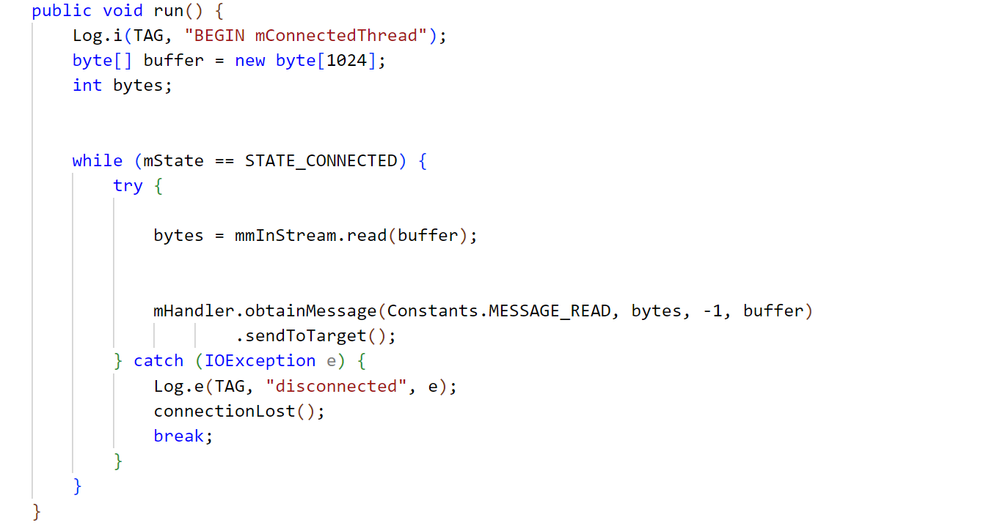 public void run() {
    Log.i(TAG, "BEGIN mConnectedThread");
    byte[] buffer = new byte[1024];
    int bytes;
    while (mState == STATE_CONNECTED) {
        try {
            bytes = mmInStream.read(buffer);
            mHandler.obtainMessage(Constants.MESSAGE_READ, bytes, -1, buffer)
                    .sendToTarget();
        } catch (IOException e) {
            Log.e(TAG, "disconnected", e);
            connectionLost();
            break;
        }
    }
}